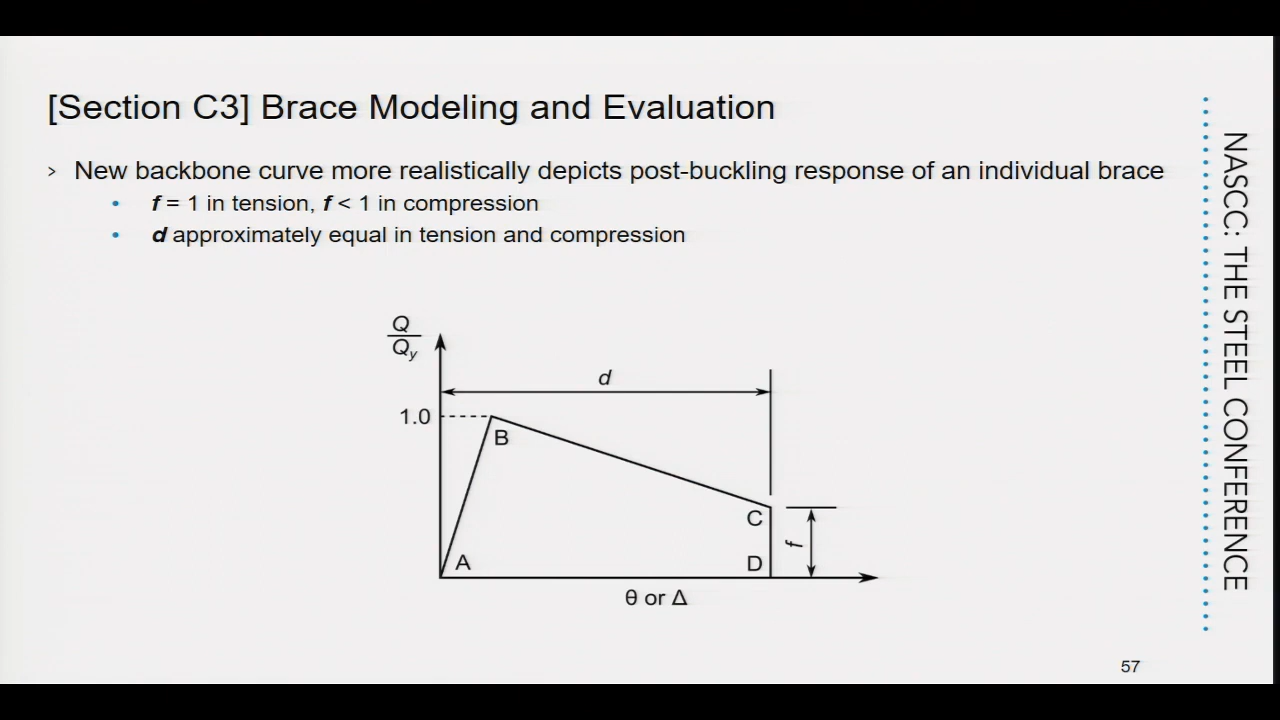 [Section C3] Brace Modeling and Evaluation
> New backbone curve more realistically depicts post-buckling response of an individual brace
• f = 1 in tension, f < 1 in compression
• d approximately equal in tension and compression
Q
Qy
d
1.0
B
C
f
A
D
θ or Δ
57
NASCC: THE STEEL CONFERENCE